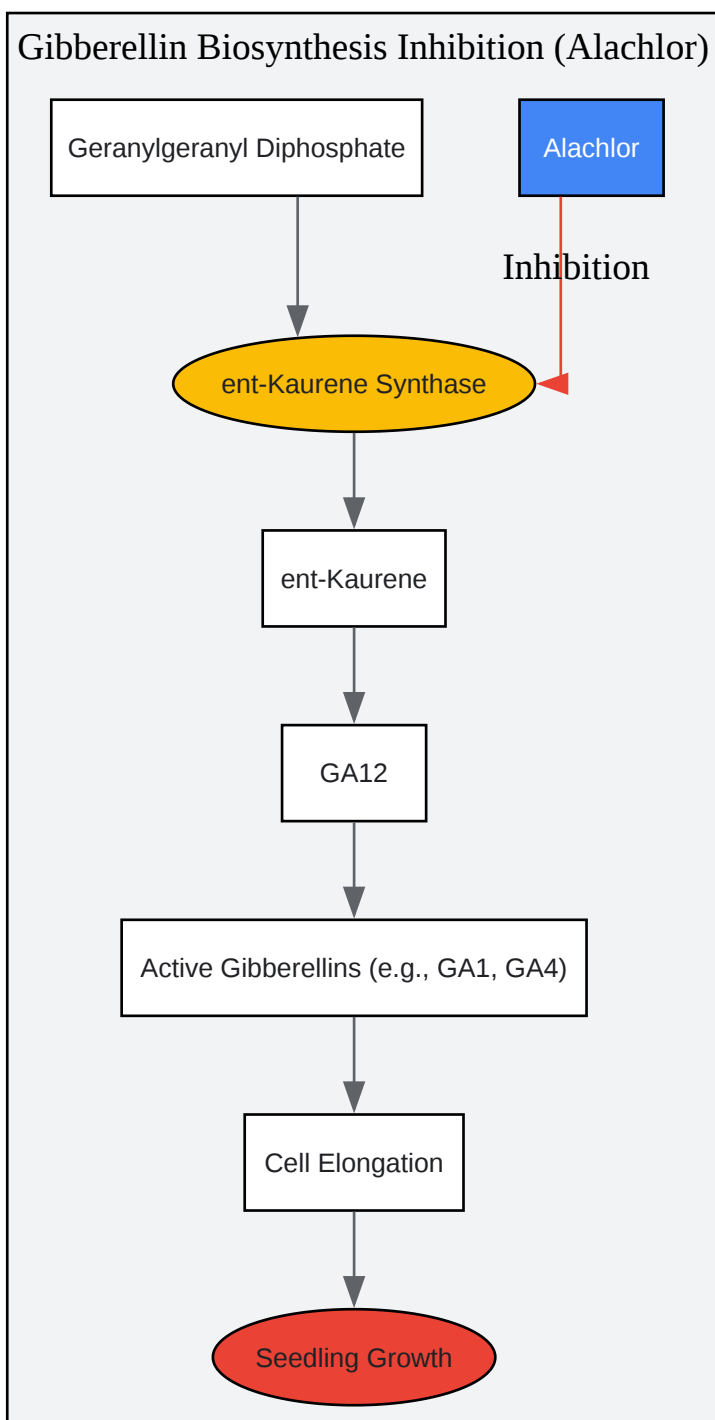 Gibberellin Biosynthesis Inhibition (Alachlor)
Geranylgeranyl Diphosphate
Alachlor
Inhibition
ent-Kaurene Synthase
ent-Kaurene
GA12
Active Gibberellins (e.g., GA1, GA4)
Cell Elongation
Seedling Growth